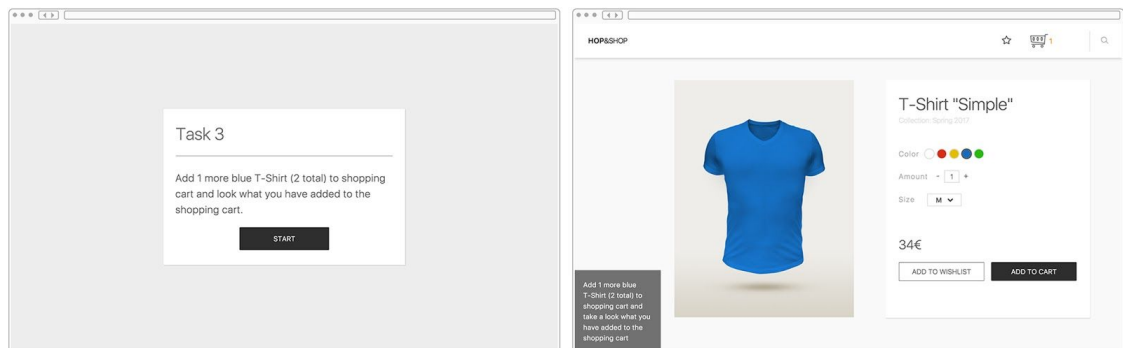 Task 3
Add 1 more blue T-Shirt (2 total) to shopping
cart and look what you have added to the
shopping cart.
START
HOP&SHOP
1
T-Shirt "Simple"
Collection: Spring 2017
Color
Amount - 1 +
Size M
34€
ADD TO WISHLIST ADD TO CART
Add 1 more blue
T-Shirt (2 total) to
shopping cart and
take a look what you
have added to the
shopping cart